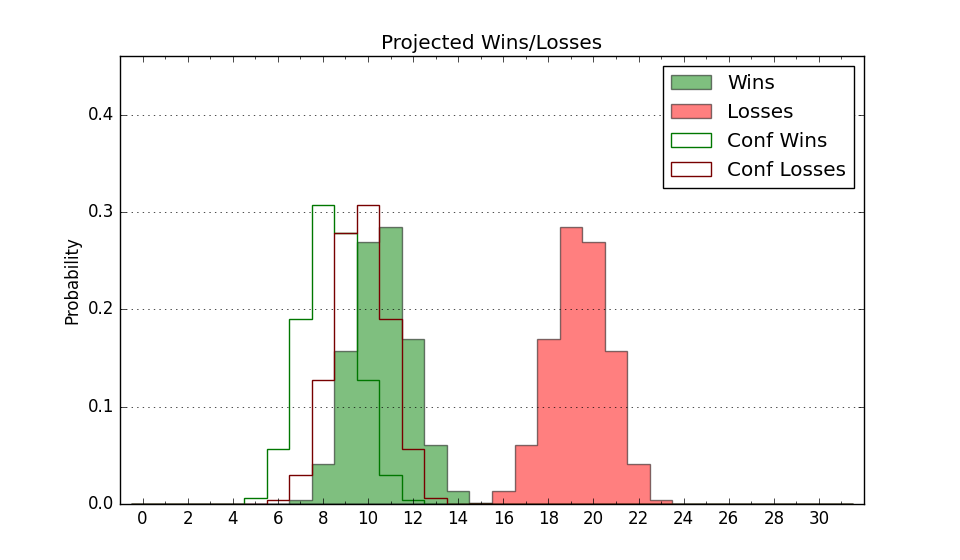 Projected Wins/Losses
Wins
Losses
Conf Wins
Conf Losses
Probability
0.4
0.3
0.2
0.1
0.0
0 2 4 6 8 10 12 14 16 18 20 22 24 26 28 30